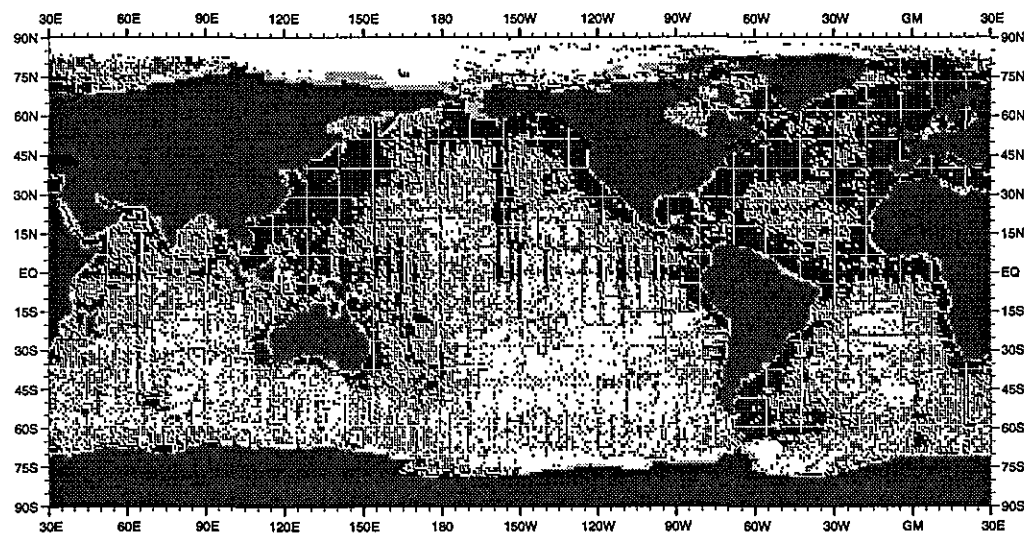 30E 60E 90E 120E 150E 180 150W 120W 90W 60W 30W GM 30E
90N 90N
75N 75N
60N 60N
45N 45N
30N 30N
15N 15N
EQ EQ
15S 15S
30S 30S
45S 45S
60S 60S
75S 75S
90S 90S
30E 60E 90E 120E 150E 180 150W 120W 90W 60W 30W GM 30E